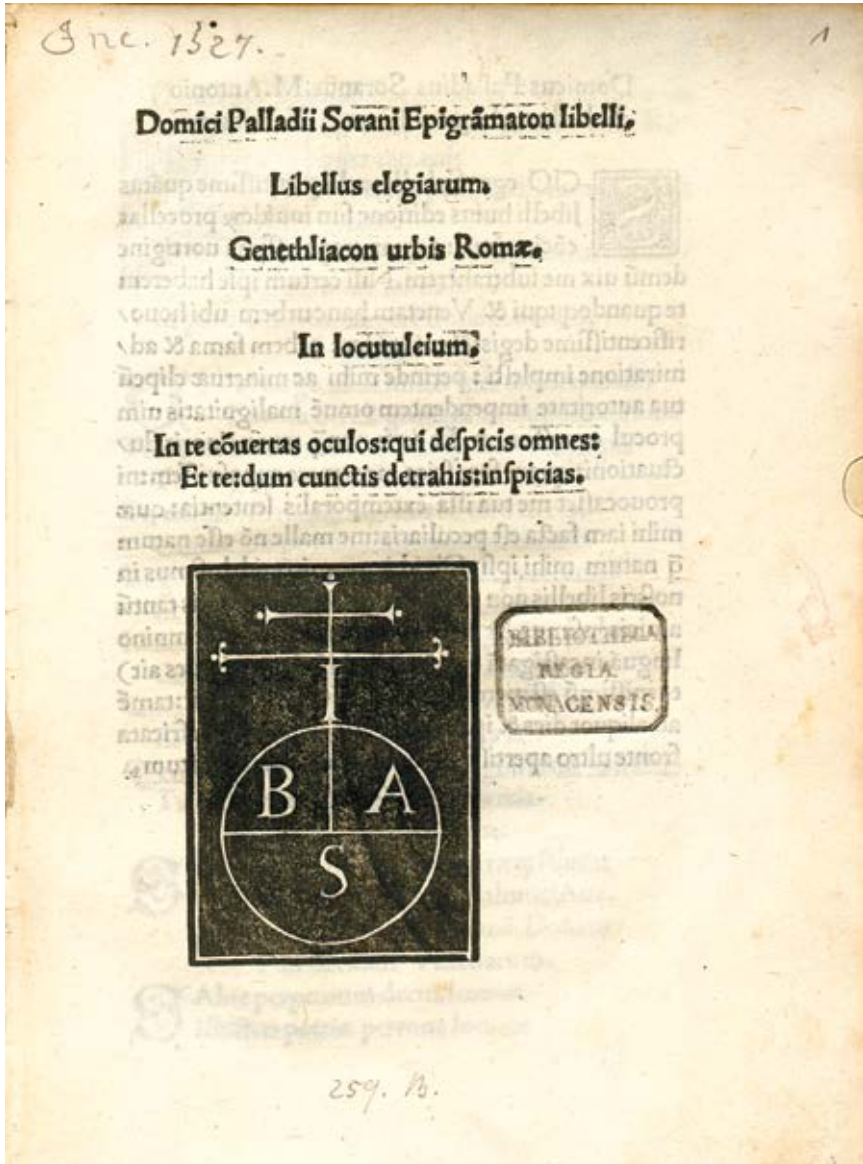 Inc. 1527.
1
Domici Palladii Sorani Epigrãmaton libelli.
Libellus elegiarum.
Genethliacon urbis Romæ.
In locutuleium.
In te cõuertas oculos:qui deſpicis omnes:
Et te:dum cunctis detrahis:inſpicias.
I
B A
S
BIBLIOTHECA
REGIA
MONACENSIS.
259. B.